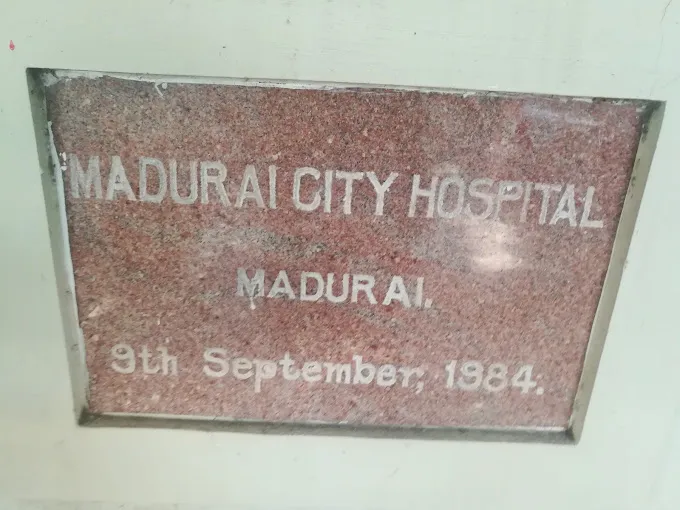 MADURAI CITY HOSPITAL
MADURAI.
9th September, 1984.